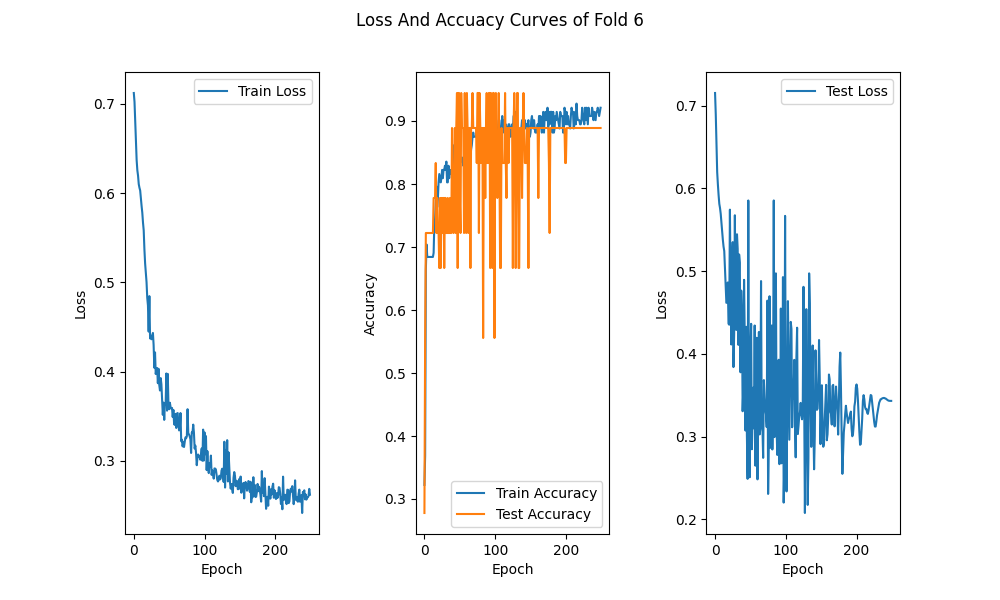 Loss And Accuacy Curves of Fold 6
Train Loss
0.7
0.6
0.5
0.4
0.3
Loss
0
100
200
Epoch
Train Accuracy
Test Accuracy
0.9
0.8
0.7
0.6
0.5
0.4
0.3
Accuracy
0
100
200
Epoch
Test Loss
0.7
0.6
0.5
0.4
0.3
0.2
Loss
0
100
200
Epoch